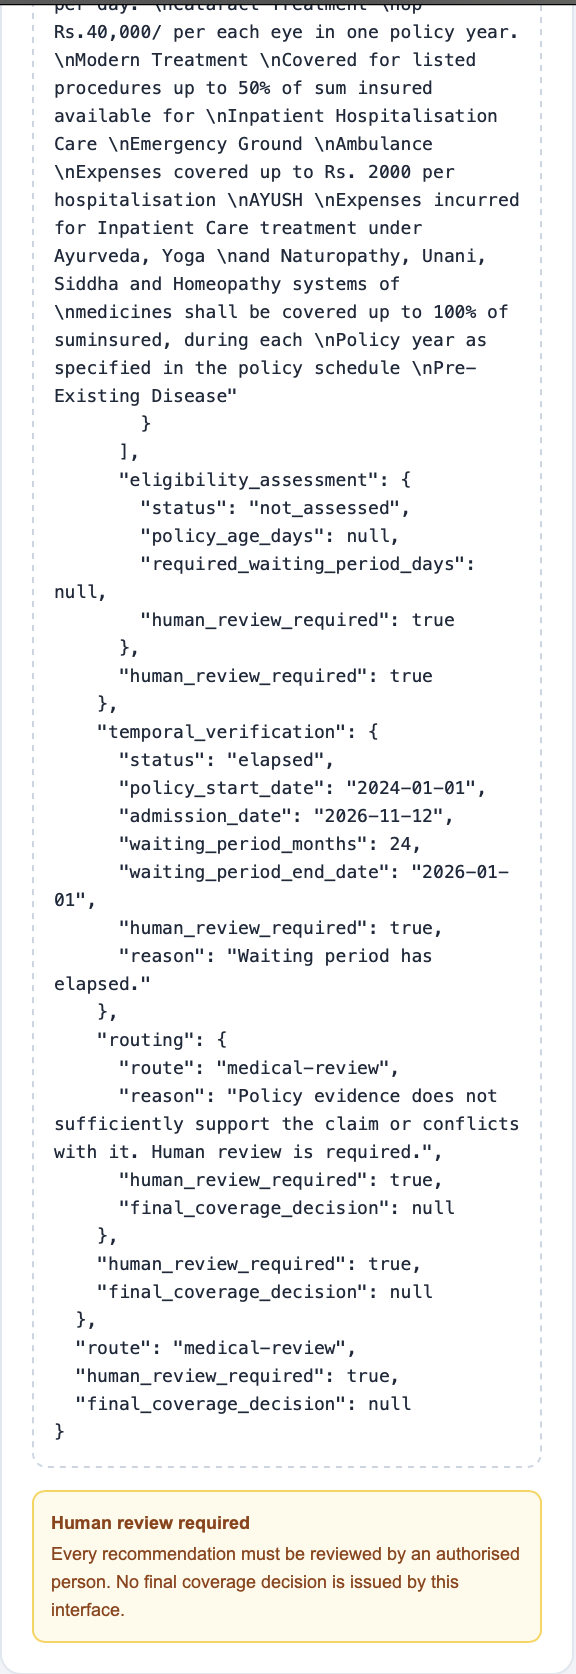 per day. \nCataract Treatment \nUp
Rs.40,000/ per each eye in one policy year.
\nModern Treatment \nCovered for listed
procedures up to 50% of sum insured
available for \nInpatient Hospitalisation
Care \nEmergency Ground \nAmbulance
\nExpenses covered up to Rs. 2000 per
hospitalisation \nAYUSH \nExpenses incurred
for Inpatient Care treatment under
Ayurveda, Yoga \nand Naturopathy, Unani,
Siddha and Homeopathy systems of
\nmedicines shall be covered up to 100% of
suminsured, during each \nPolicy year as
specified in the policy schedule \nPre-
Existing Disease"
}
],
"eligibility_assessment": {
"status": "not_assessed",
"policy_age_days": null,
"required_waiting_period_days":
null,
"human_review_required": true
},
"human_review_required": true
},
"temporal_verification": {
"status": "elapsed",
"policy_start_date": "2024-01-01",
"admission_date": "2026-11-12",
"waiting_period_months": 24,
"waiting_period_end_date": "2026-01-
01",
"human_review_required": true,
"reason": "Waiting period has
elapsed."
},
"routing": {
"route": "medical-review",
"reason": "Policy evidence does not
sufficiently support the claim or conflicts
with it. Human review is required.",
"human_review_required": true,
"final_coverage_decision": null
},
"human_review_required": true,
"final_coverage_decision": null
},
"route": "medical-review",
"human_review_required": true,
"final_coverage_decision": null
}
Human review required
Every recommendation must be reviewed by an authorised
person. No final coverage decision is issued by this
interface.